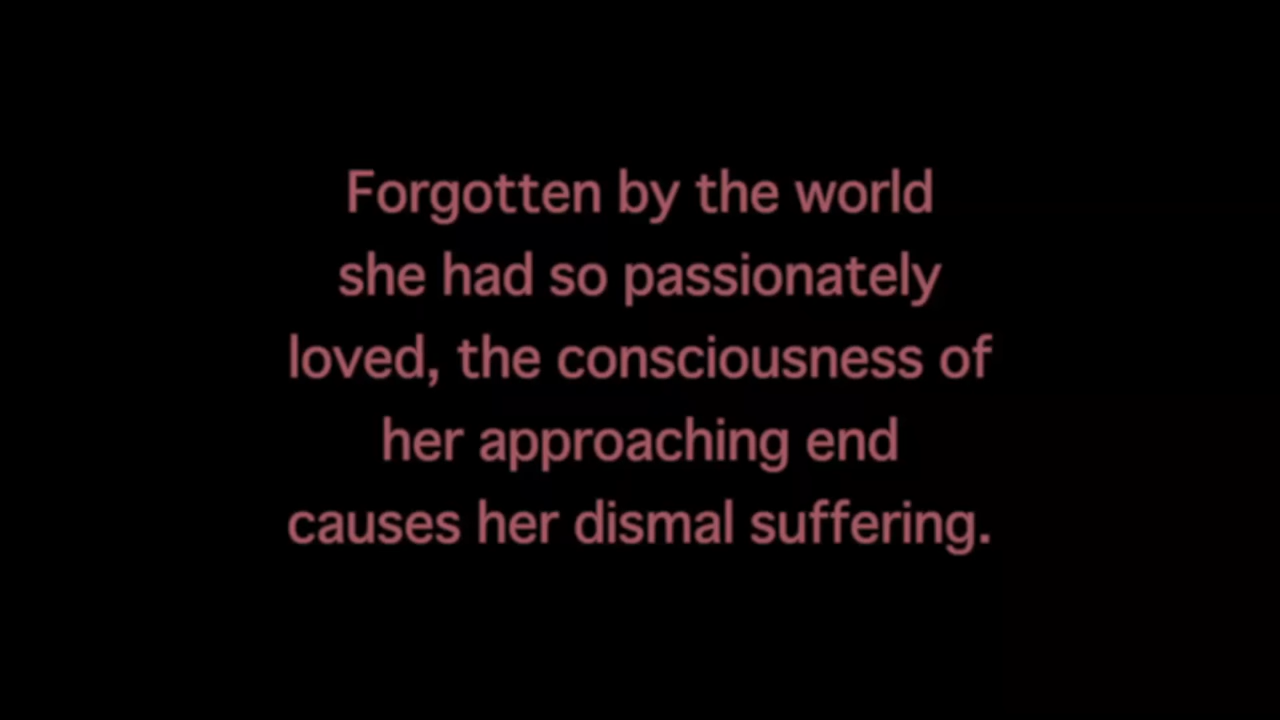 Forgotten by the world
she had so passionately
loved, the consciousness of
her approaching end
causes her dismal suffering.